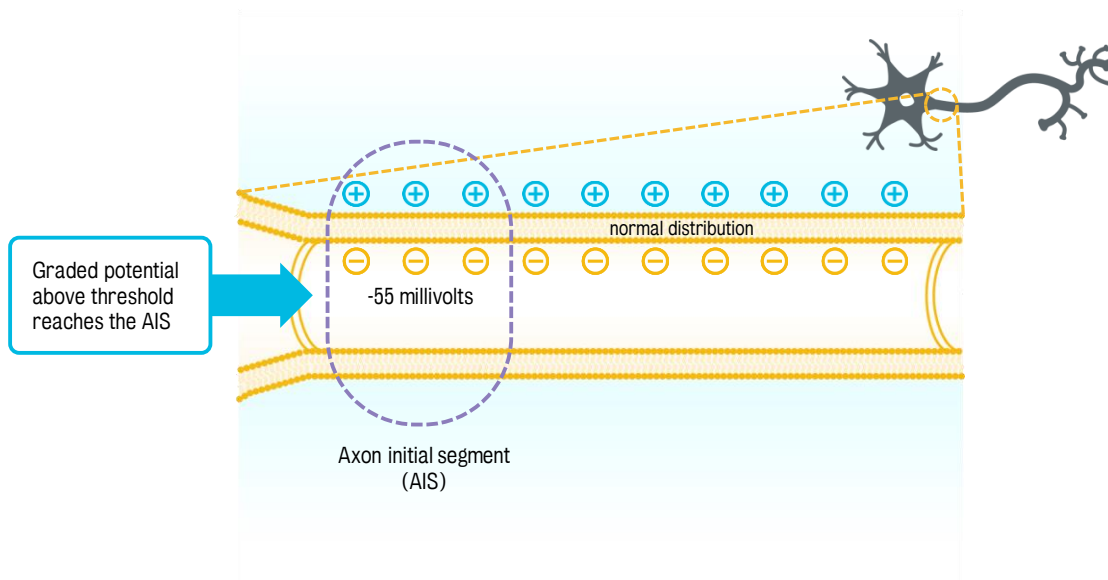 normal distribution
Graded potential
above threshold
reaches the AIS
-55 millivolts
Axon initial segment
(AIS)